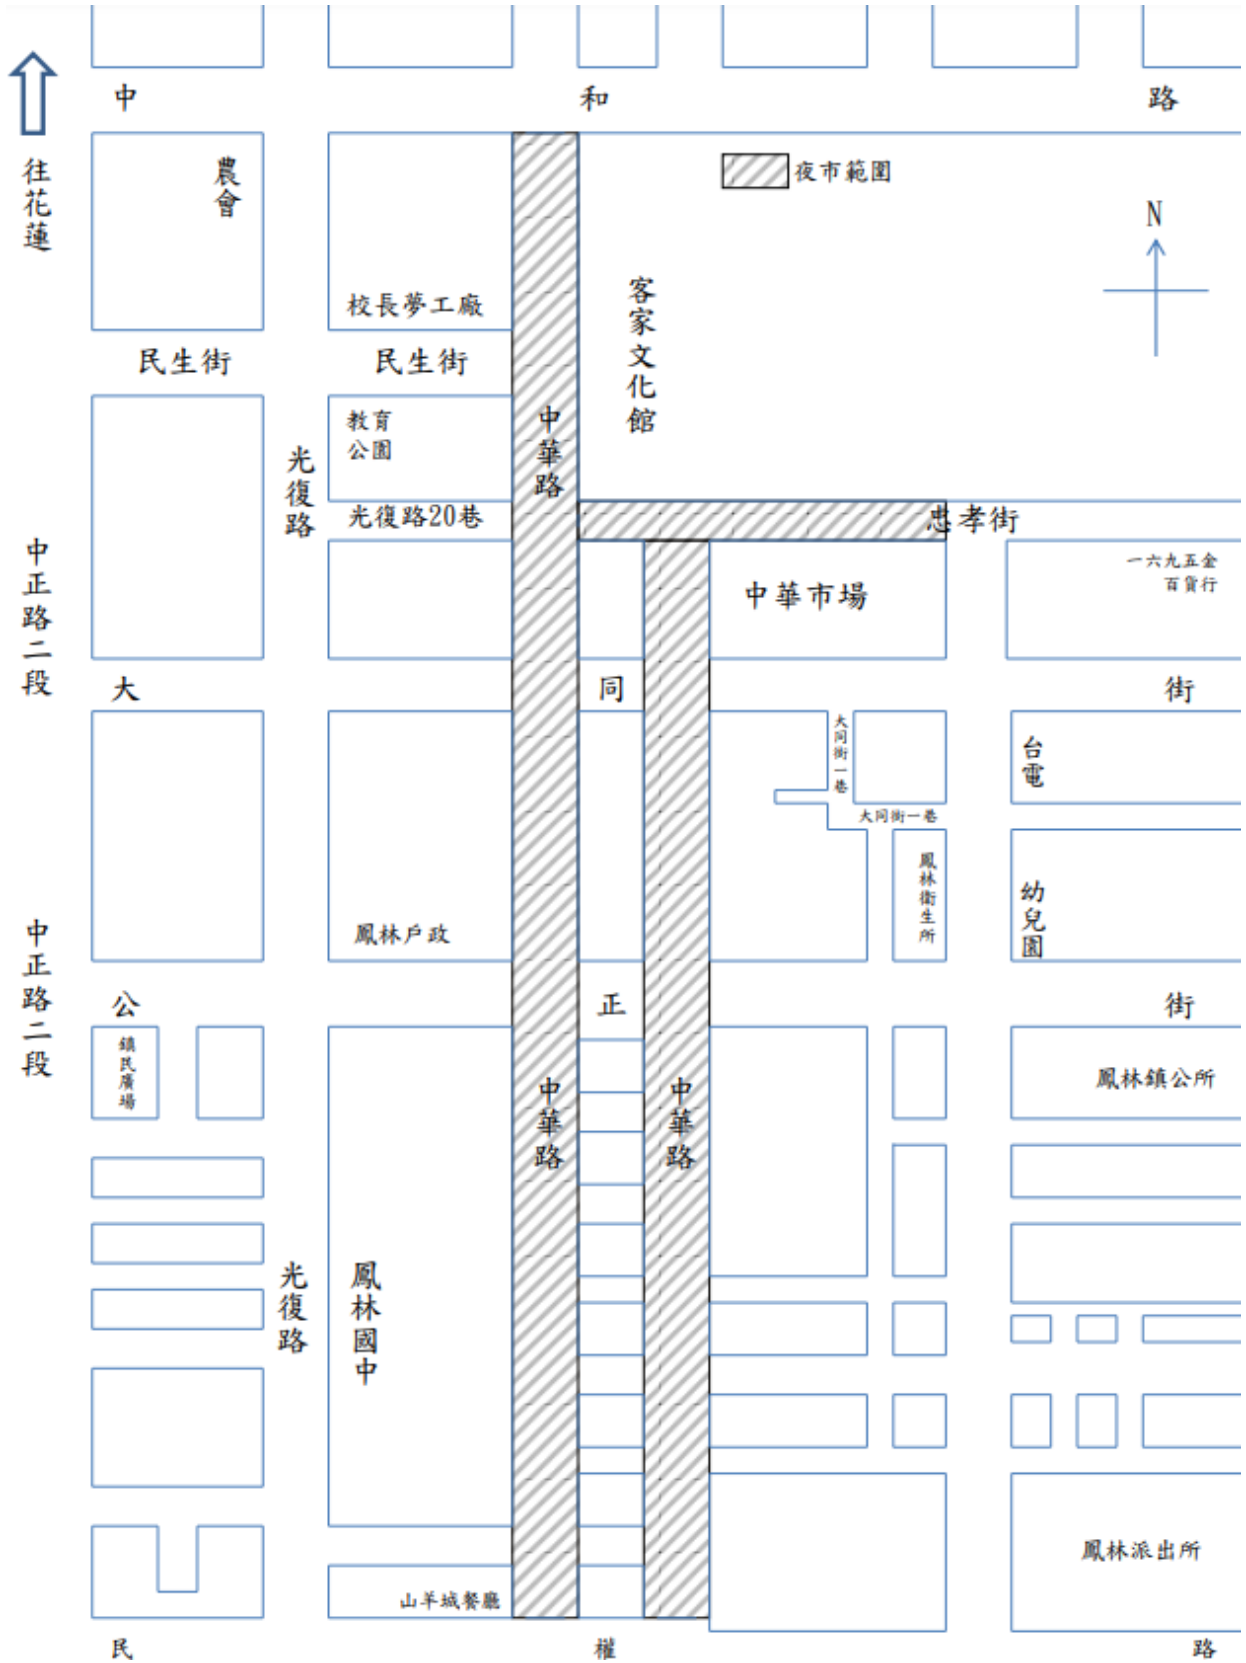 中和路
往花蓮
農會
夜市範圍
N
校長夢工廠
客家文化館
民生街
民生街
教育
公園
中華路
光復路
光復路20巷
忠孝街
中正路二段
中華市場
一六九五金
百貨行
大同街
大同街一巷
台電
大同街一巷
鳳林衛生所
幼兒園
鳳林戶政
中正路二段
公正街
鎮民廣場
鳳林鎮公所
中華路
中華路
光復路
鳳林國中
鳳林派出所
山羊城餐廳
民權路